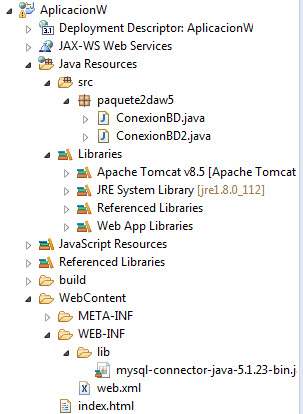 AplicacionW
3.1 Deployment Descriptor: AplicacionW
JAX-WS Web Services
Java Resources
src
paquete2daw5
J ConexionBD.java
J ConexionBD2.java
Libraries
Apache Tomcat v8.5 [Apache Tomcat
JRE System Library [jre1.8.0_112]
Referenced Libraries
Web App Libraries
JavaScript Resources
Referenced Libraries
build
WebContent
META-INF
WEB-INF
lib
mysql-connector-java-5.1.23-bin.j
X web.xml
index.html